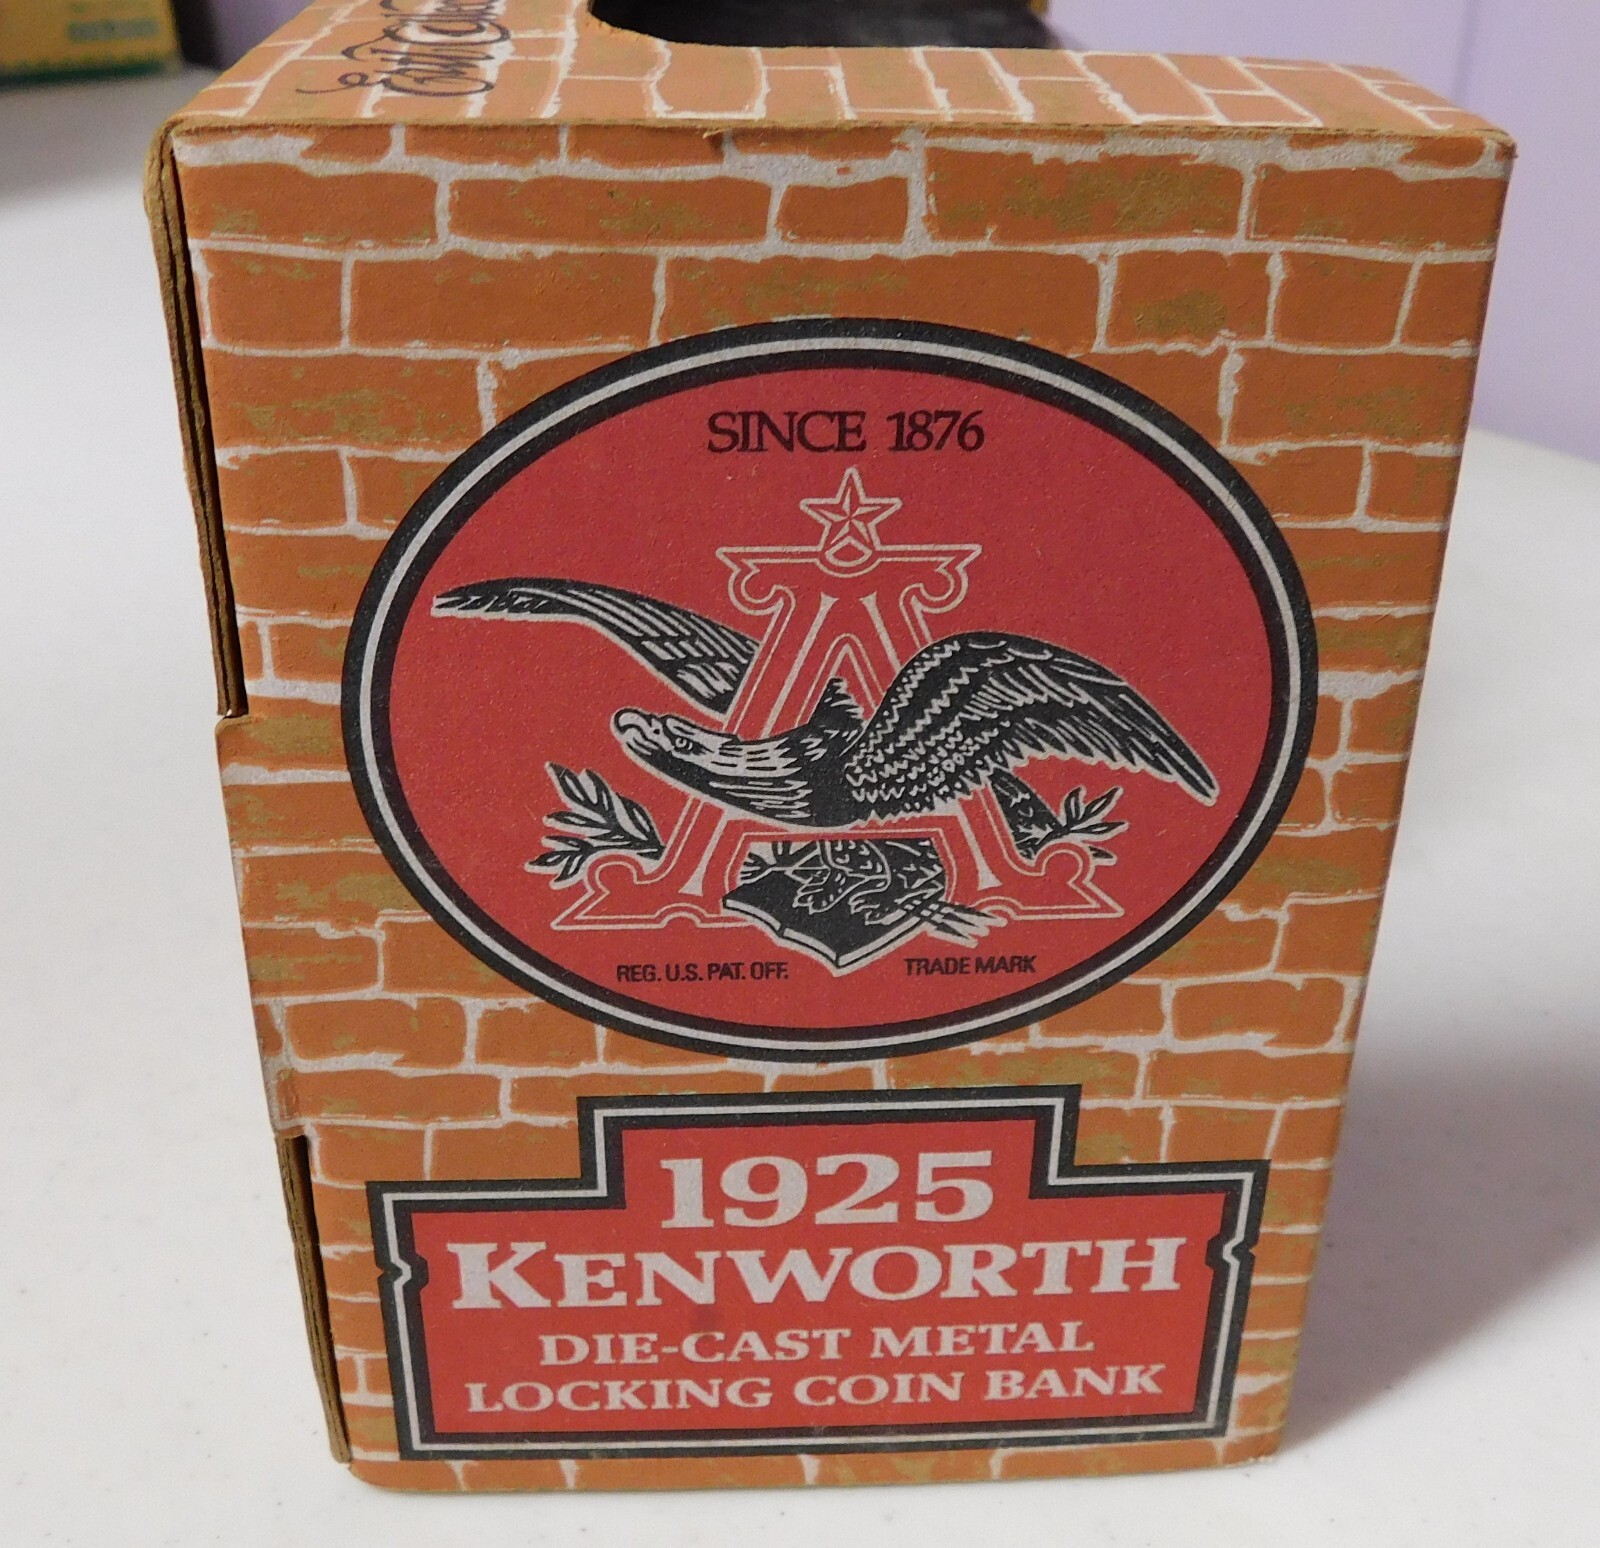 SINCE 1876
A
REG. U.S. PAT. OFF. TRADE MARK
1925
KENWORTH
DIE-CAST METAL
LOCKING COIN BANK